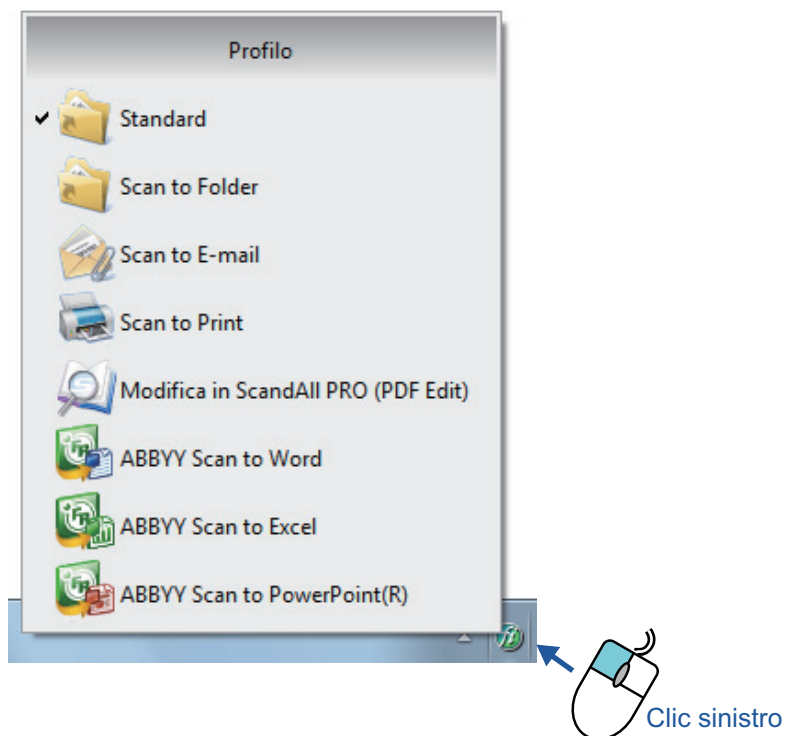 Profilo
Standard
Scan to Folder
Scan to E-mail
Scan to Print
Modifica in ScandAll PRO (PDF Edit)
ABBYY Scan to Word
ABBYY Scan to Excel
ABBYY Scan to PowerPoint(R)
fi
Clic sinistro